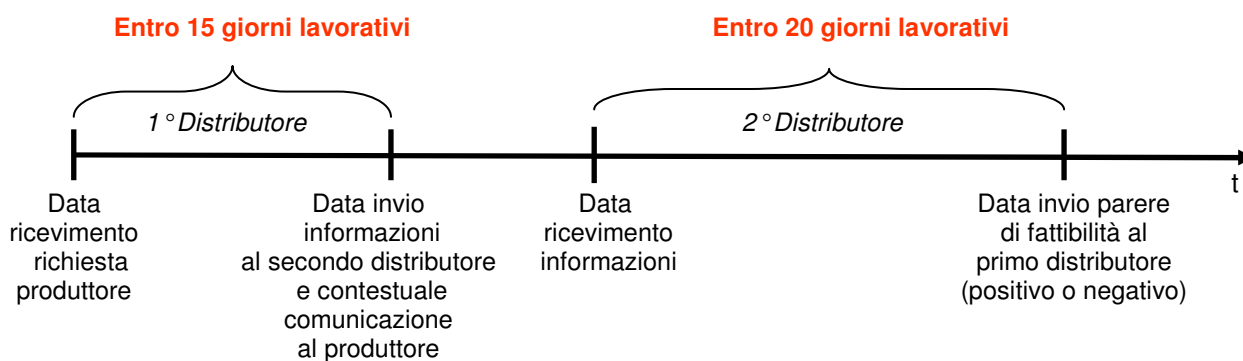 Entro 15 giorni lavorativi
Entro 20 giorni lavorativi
1° Distributore
2° Distributore
t
Data
ricevimento
richiesta
produttore
Data invio
informazioni
al secondo distributore
e contestuale
comunicazione
al produttore
Data
ricevimento
informazioni
Data invio parere
di fattibilità al
primo distributore
(positivo o negativo)